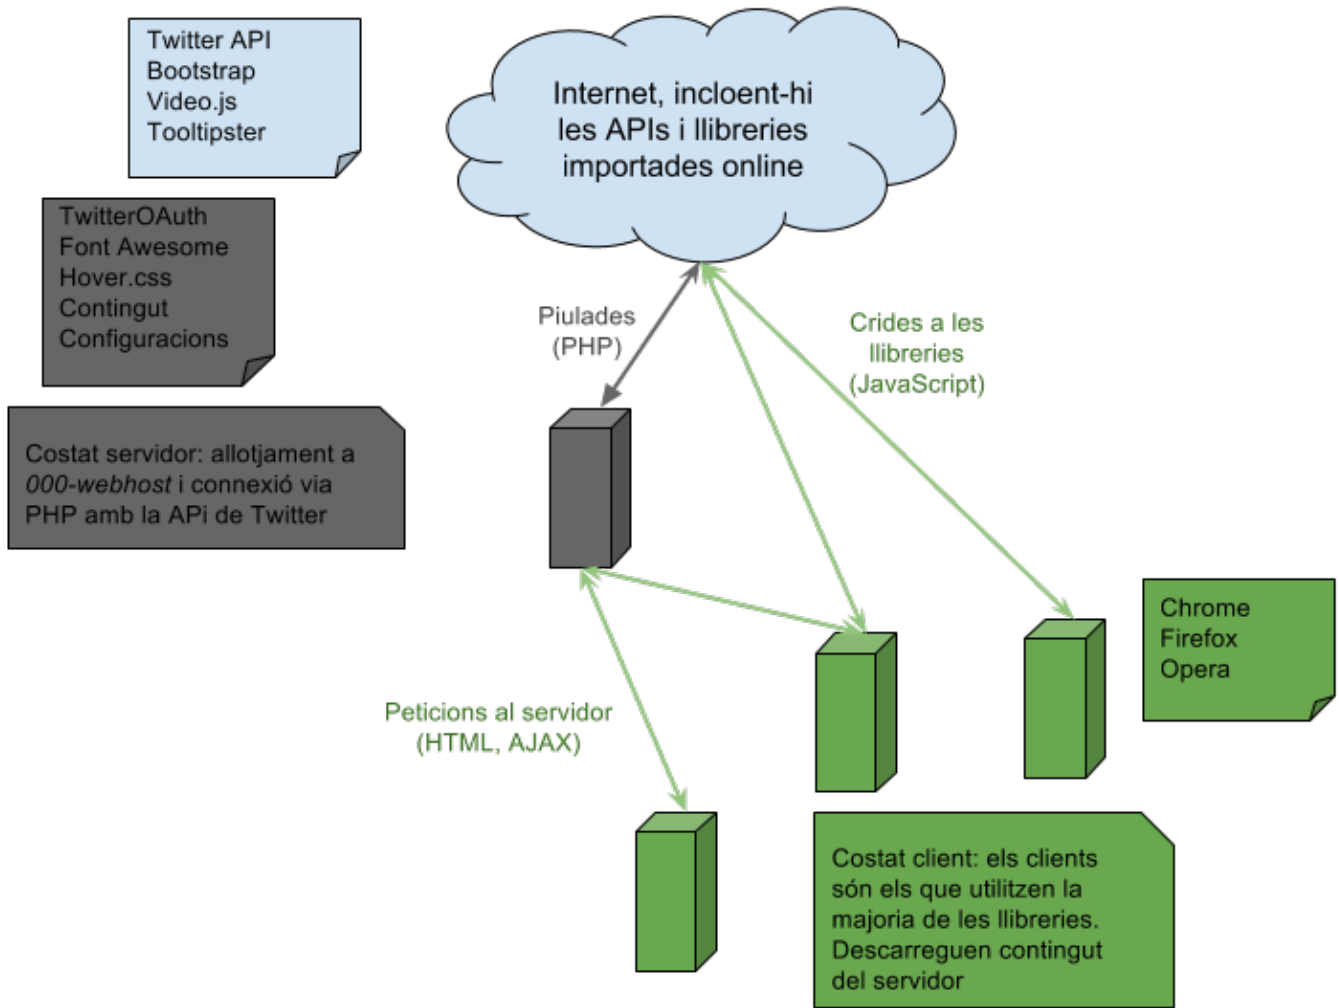 Twitter API
Bootstrap
Video.js
Tooltipster
Internet, incloent-hi
les APIs i llibreries
importades online
TwitterOAuth
Font Awesome
Hover.css
Contingut
Configuracions
Piulades
(PHP)
Crides a les
llibreries
(JavaScript)
Costat servidor: allotjament a
000-webhost i connexió via
PHP amb la APi de Twitter
Chrome
Firefox
Opera
Peticions al servidor
(HTML, AJAX)
Costat client: els clients
són els que utilitzen la
majoria de les llibreries.
Descarreguen contingut
del servidor